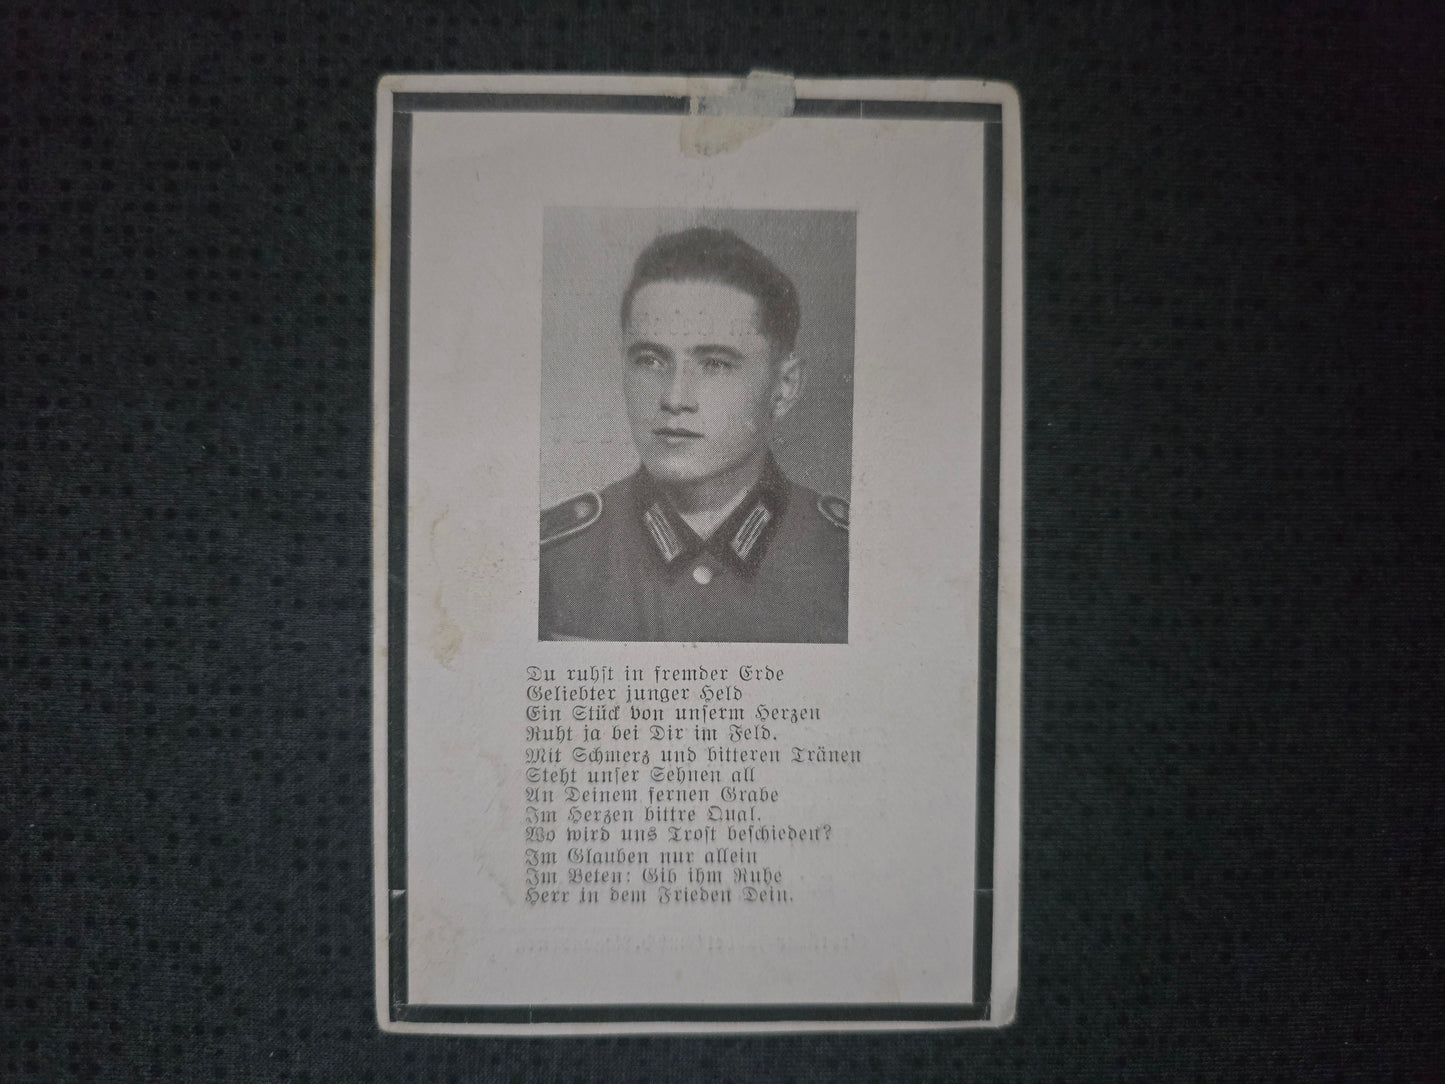 Du ruhst in fremder Erde
Geliebter junger Held
Ein Stück von unserm Herzen
Ruht ja bei Dir im Feld.
Mit Schmerz und bitteren Tränen
Steht unser Sehnen all
An Deinem fernen Grabe
Im Herzen bittre Qual.
Wo wird uns Trost beschieden?
Im Glauben nur allein
Im Beten: Gib ihm Ruhe
Herr in dem Frieden Dein.